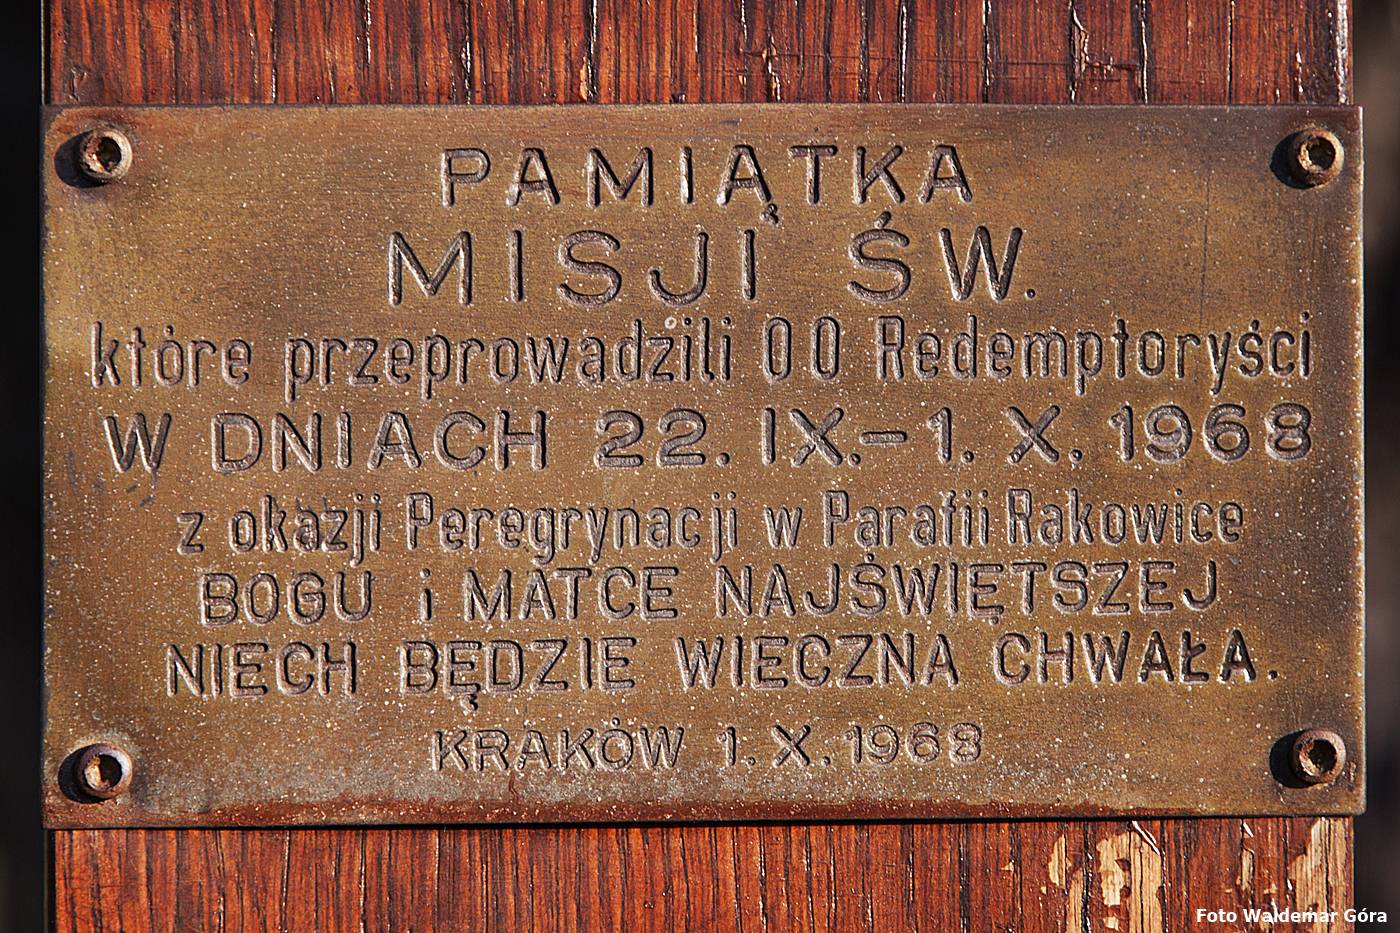 PAMIĄTKA
MISJI ŚW.
które przeprowadzili OO Redemptoryści
W DNIACH 22. IX.-1. X. 1968
z okazji Peregrynacji w Parafii Rakowice
BOGU i MATCE NAJŚWIĘTSZEJ
NIECH BĘDZIE WIECZNA CHWAŁA.
KRAKÓW 1. X. 1968
Foto Waldemar Góra